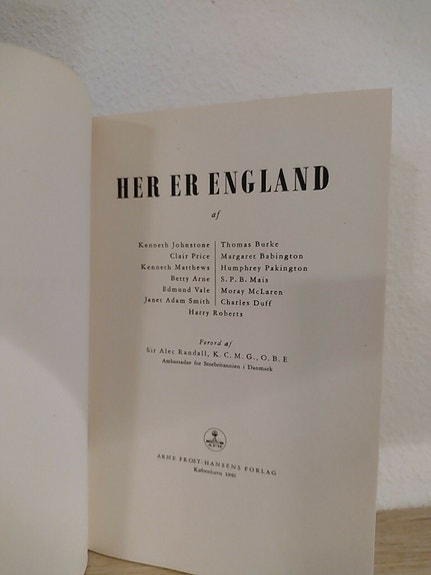 HER ER ENGLAND
af
Kenneth Johnstone
Clair Price
Kenneth Matthews
Betty Arne
Edmund Vale
Janet Adam Smith
Thomas Burke
Margaret Babington
Humphrey Pakington
S. P. B. Mais
Moray McLaren
Charles Duff
Harry Roberts
Forord af
Sir Alec Randall, K. C. M. G., O. B. E
Ambassadør for Storbritannien i Danmark
ARNE FROST-HANSENS FORLAG
København